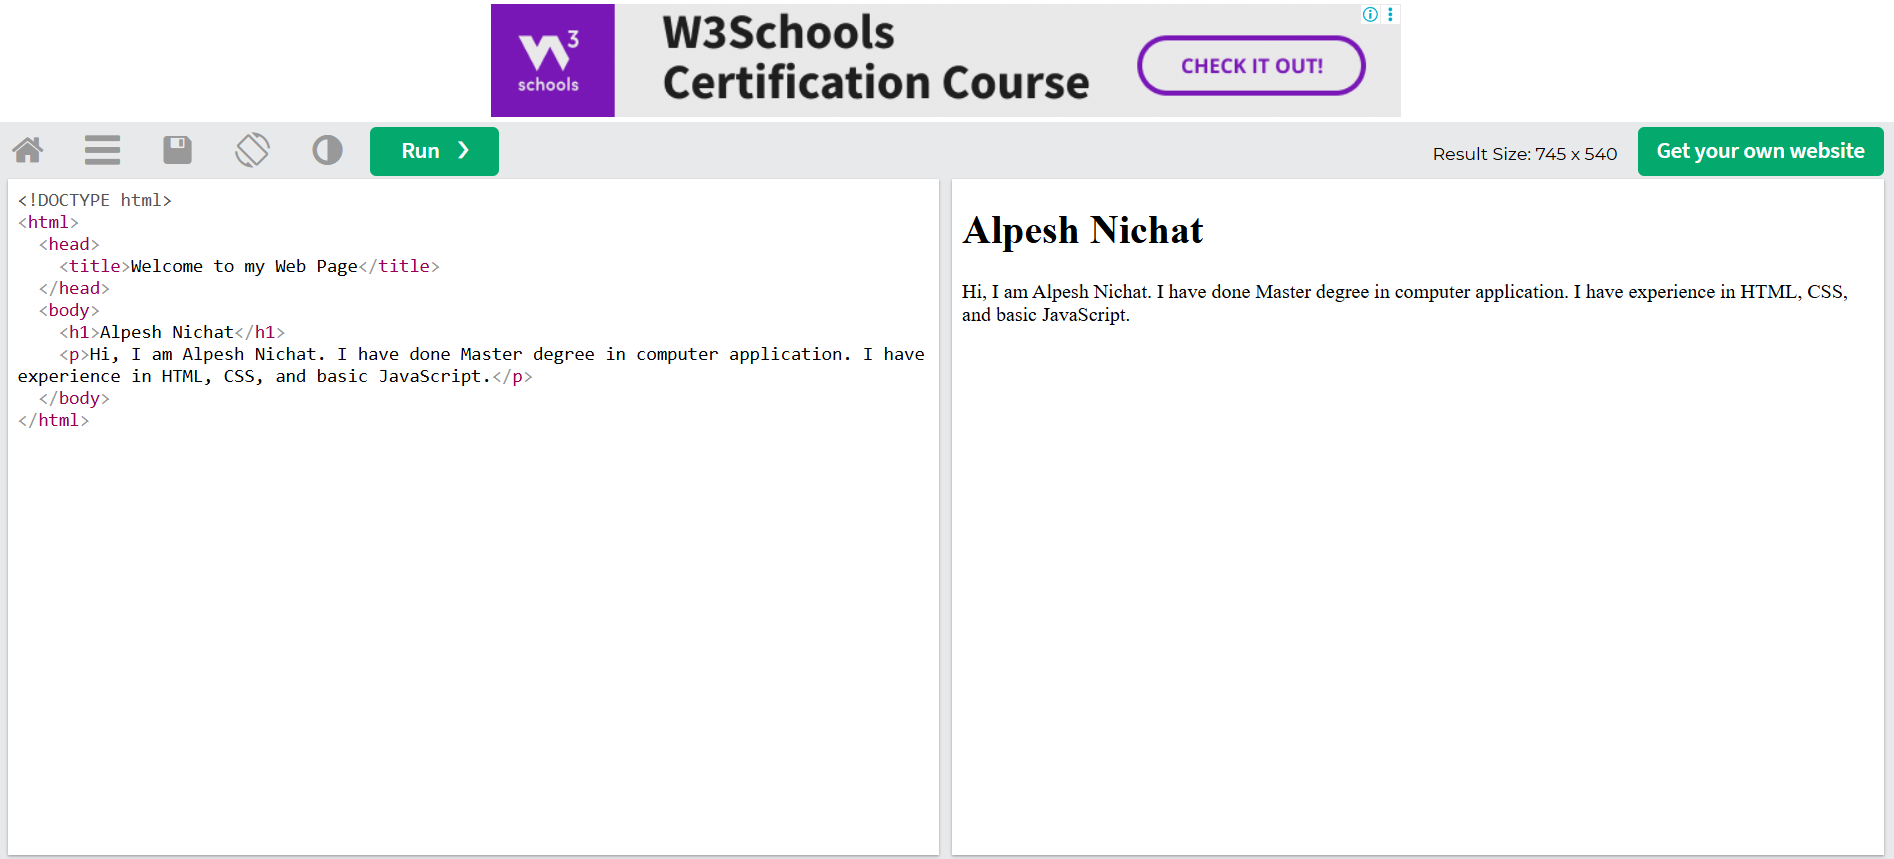 W3Schools
Certification Course
CHECK IT OUT!
W3
schools
Run ❯
Result Size: 745 x 540
Get your own website
<!DOCTYPE html>
<html>
  <head>
    <title>Welcome to my Web Page</title>
  </head>
  <body>
    <h1>Alpesh Nichat</h1>
    <p>Hi, I am Alpesh Nichat. I have done Master degree in computer application. I have
experience in HTML, CSS, and basic JavaScript.</p>
  </body>
</html>
Alpesh Nichat
Hi, I am Alpesh Nichat. I have done Master degree in computer application. I have experience in HTML, CSS,
and basic JavaScript.